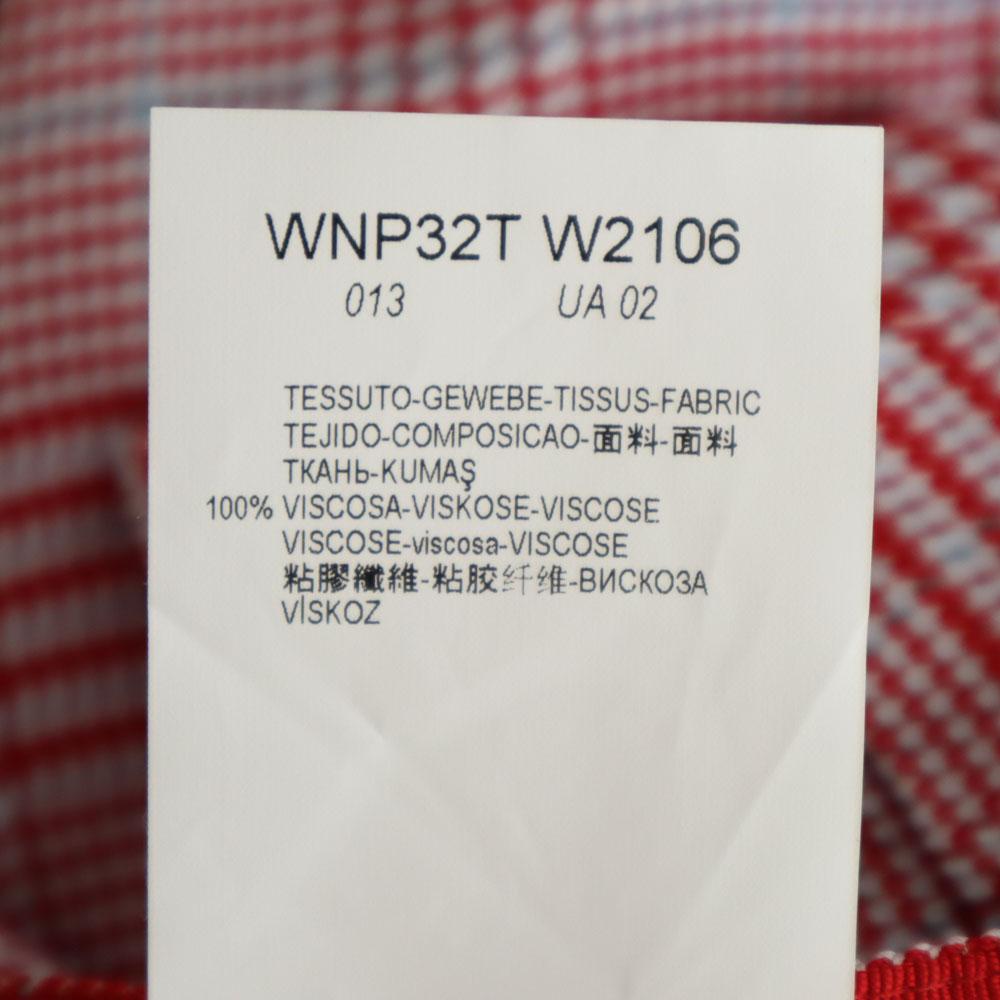 WNP32T W2106
013 UA 02
TESSUTO-GEWEBE-TISSUS-FABRIC
TEJIDO-COMPOSICAO-面料-面料
ТКАНЬ-KUMAŞ
100% VISCOSA-VISKOSE-VISCOSE
VISCOSE-viscosa-VISCOSE
粘膠纖維-粘胶纤维-ВИСКОЗА
VİSKOZ